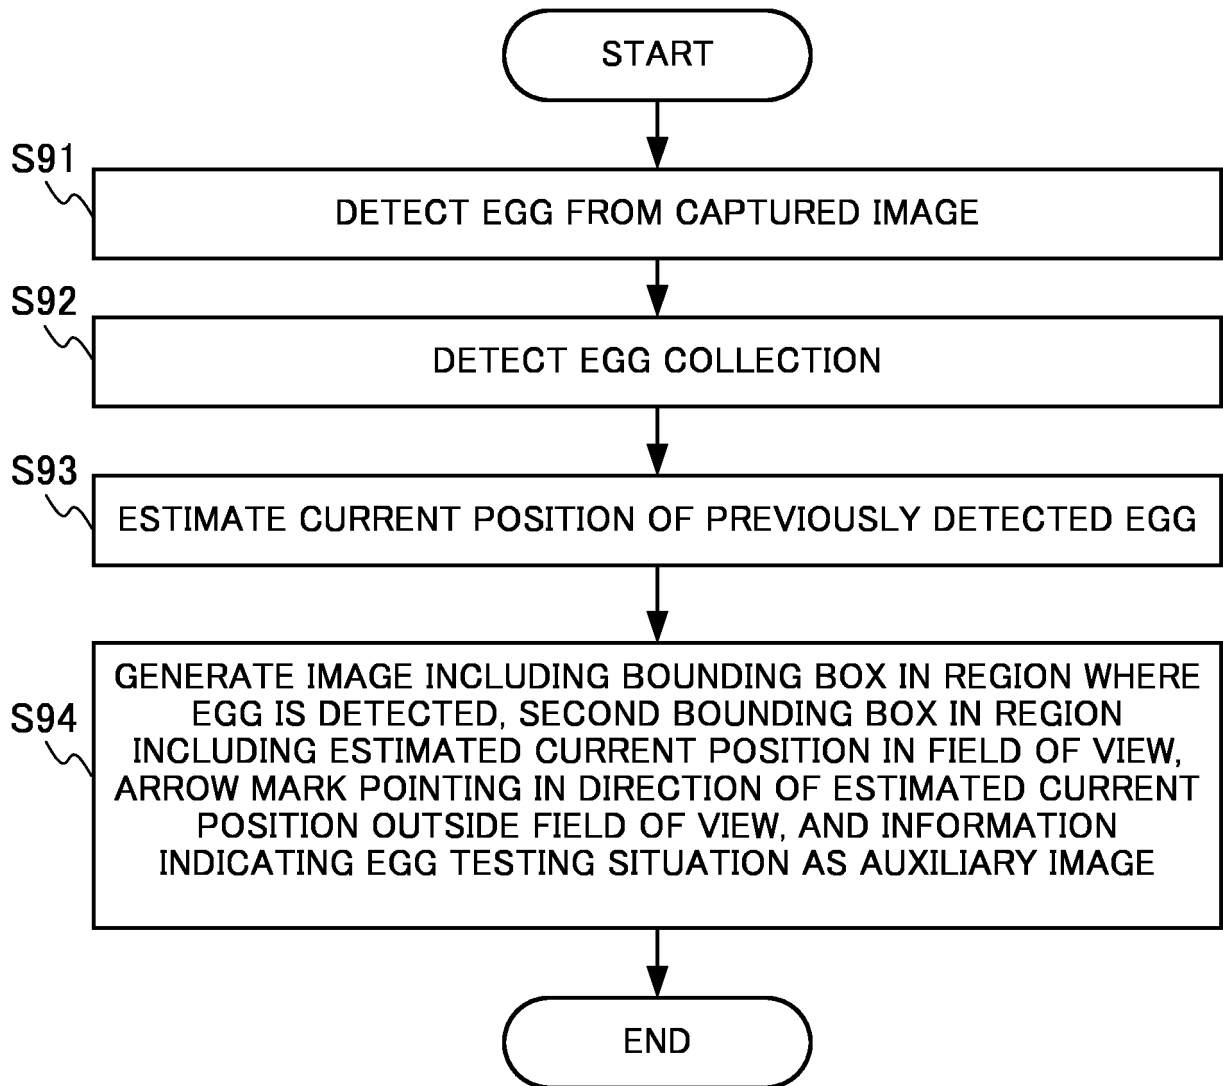 START
S91
DETECT EGG FROM CAPTURED IMAGE
S92
DETECT EGG COLLECTION
S93
ESTIMATE CURRENT POSITION OF PREVIOUSLY DETECTED EGG
S94
GENERATE IMAGE INCLUDING BOUNDING BOX IN REGION WHERE
EGG IS DETECTED, SECOND BOUNDING BOX IN REGION
INCLUDING ESTIMATED CURRENT POSITION IN FIELD OF VIEW,
ARROW MARK POINTING IN DIRECTION OF ESTIMATED CURRENT
POSITION OUTSIDE FIELD OF VIEW, AND INFORMATION
INDICATING EGG TESTING SITUATION AS AUXILIARY IMAGE
END